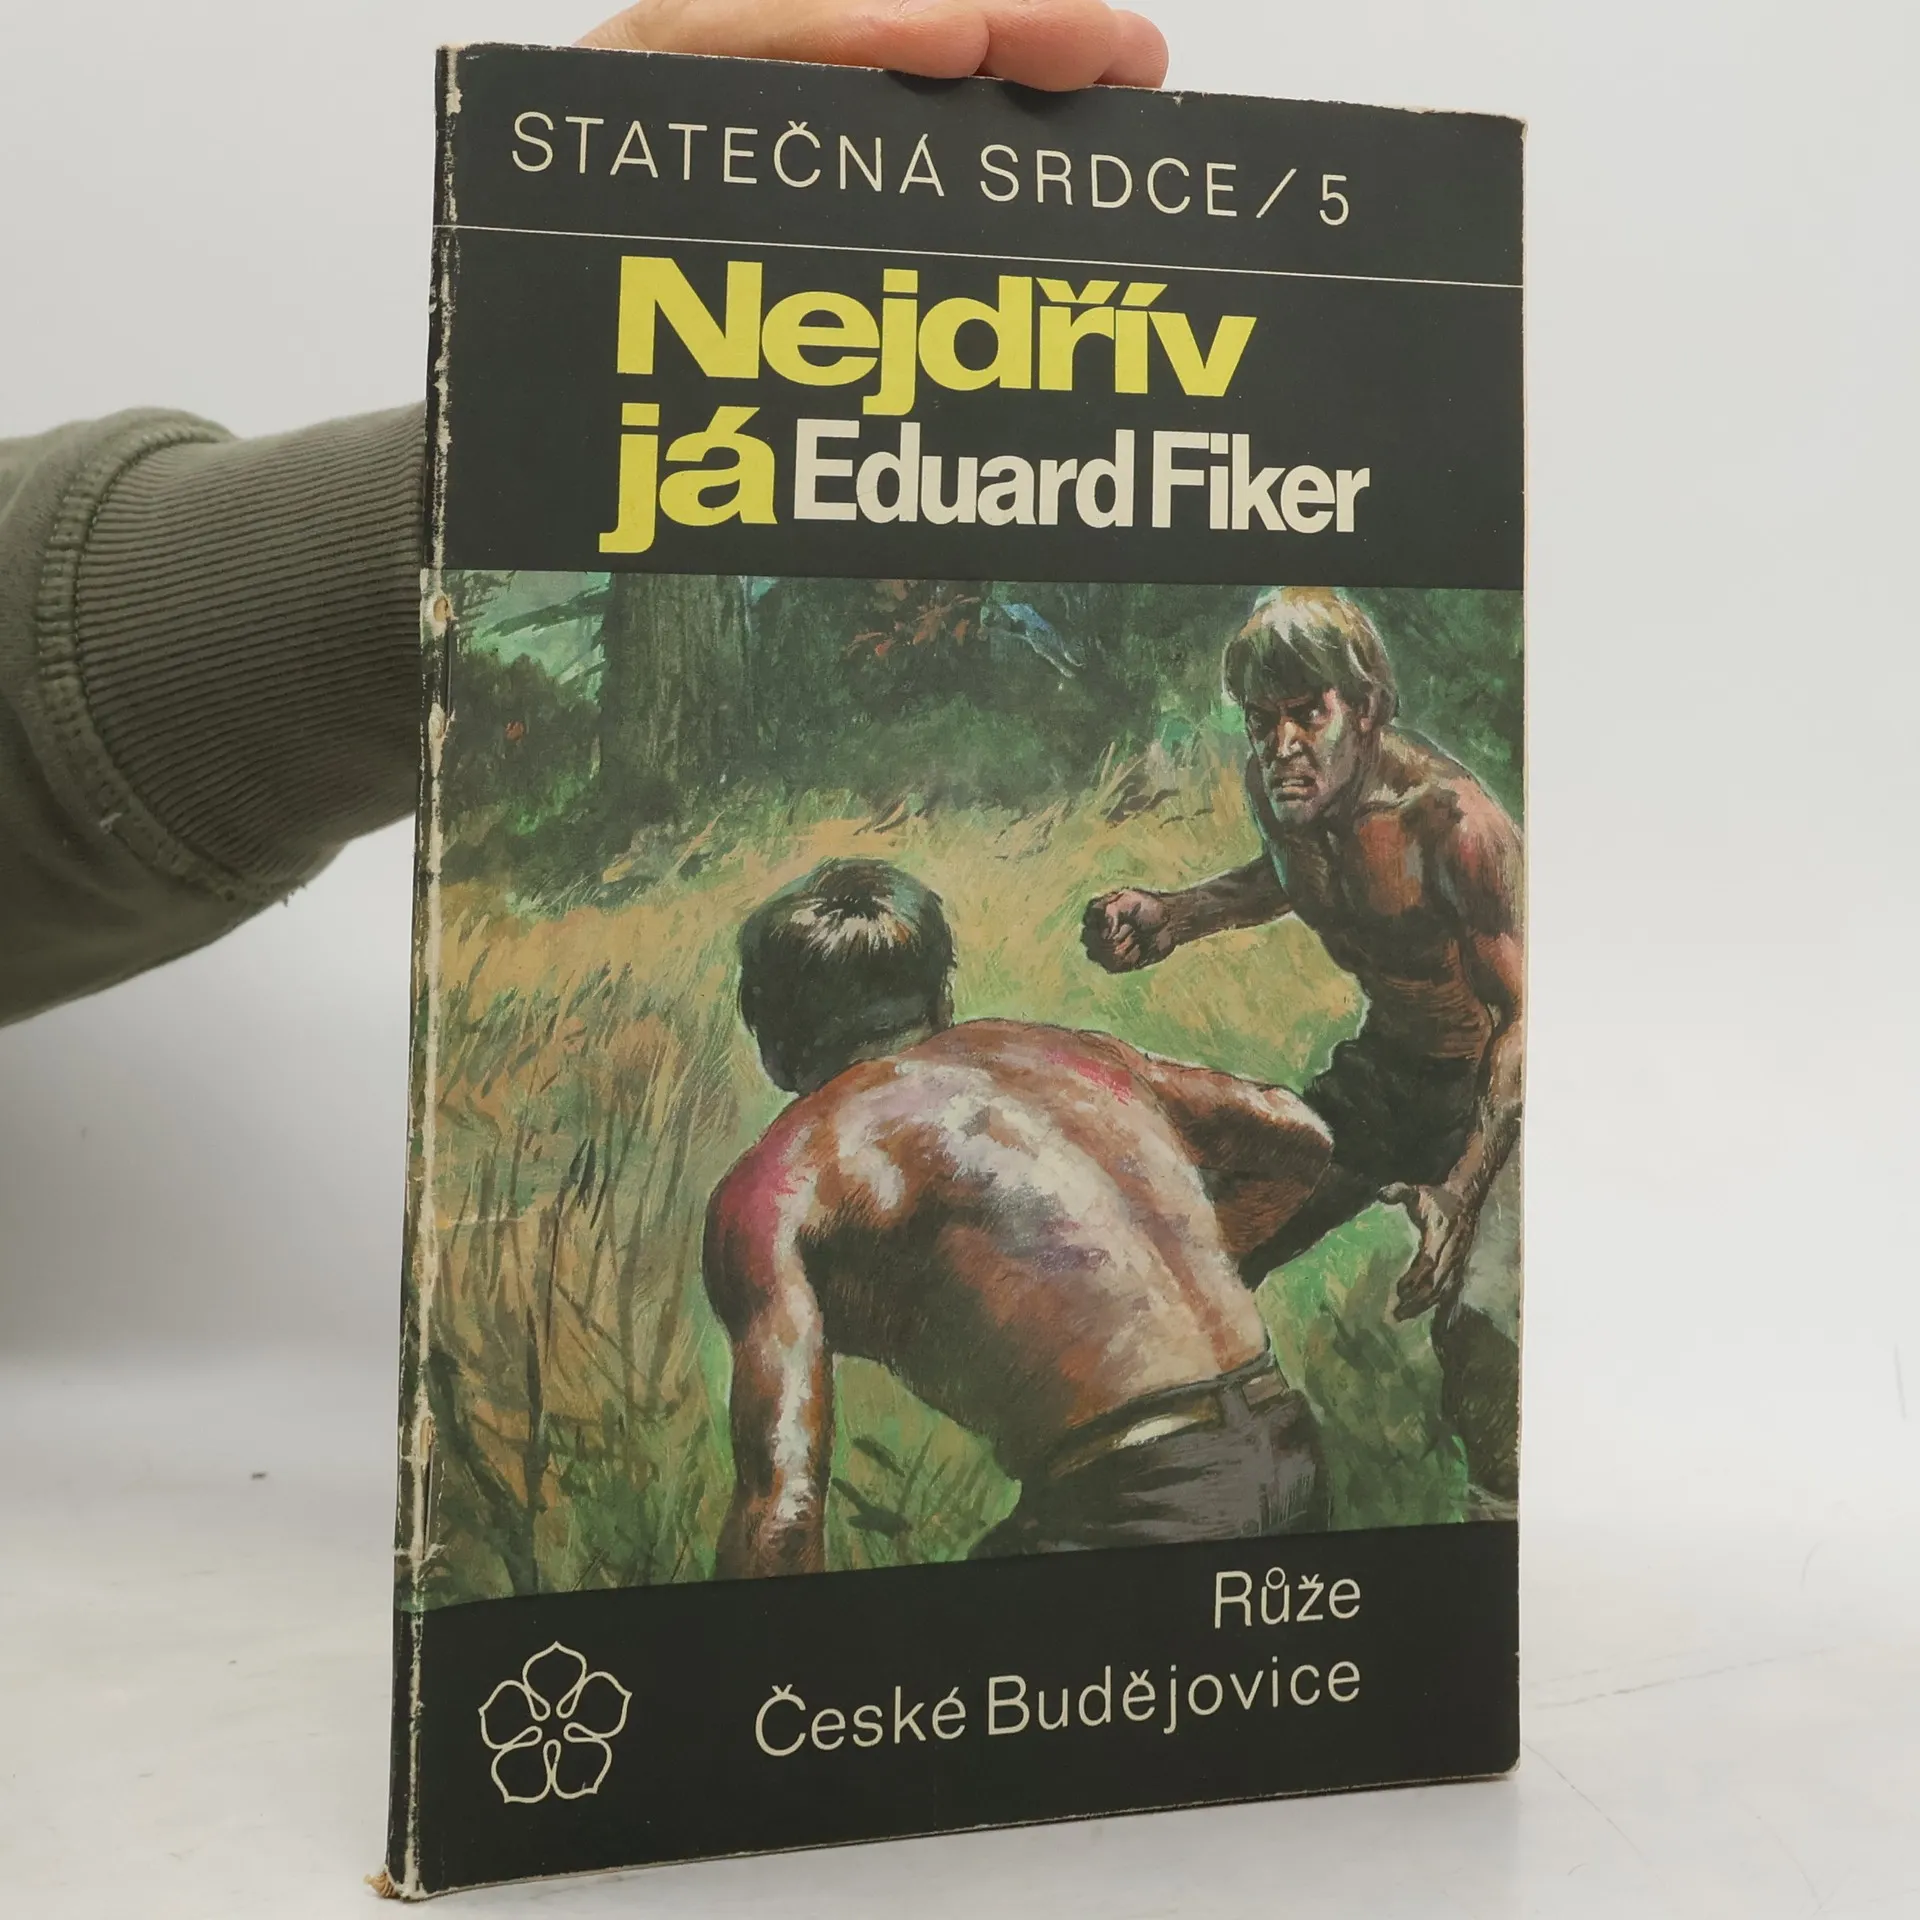 STATEČNÁ SRDCE / 5
Nejdřív
já Eduard Fiker
Růže
České Budějovice